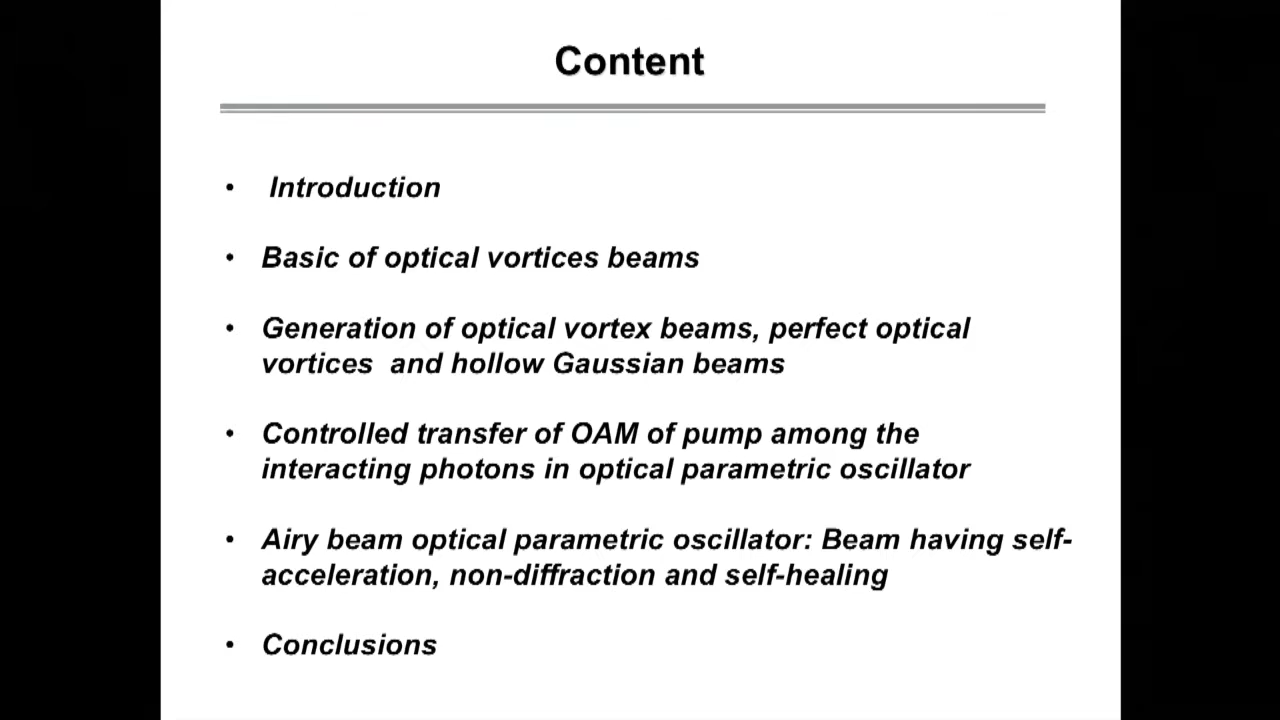 Content
• Introduction
• Basic of optical vortices beams
• Generation of optical vortex beams, perfect optical
vortices and hollow Gaussian beams
• Controlled transfer of OAM of pump among the
interacting photons in optical parametric oscillator
• Airy beam optical parametric oscillator: Beam having self-
acceleration, non-diffraction and self-healing
• Conclusions